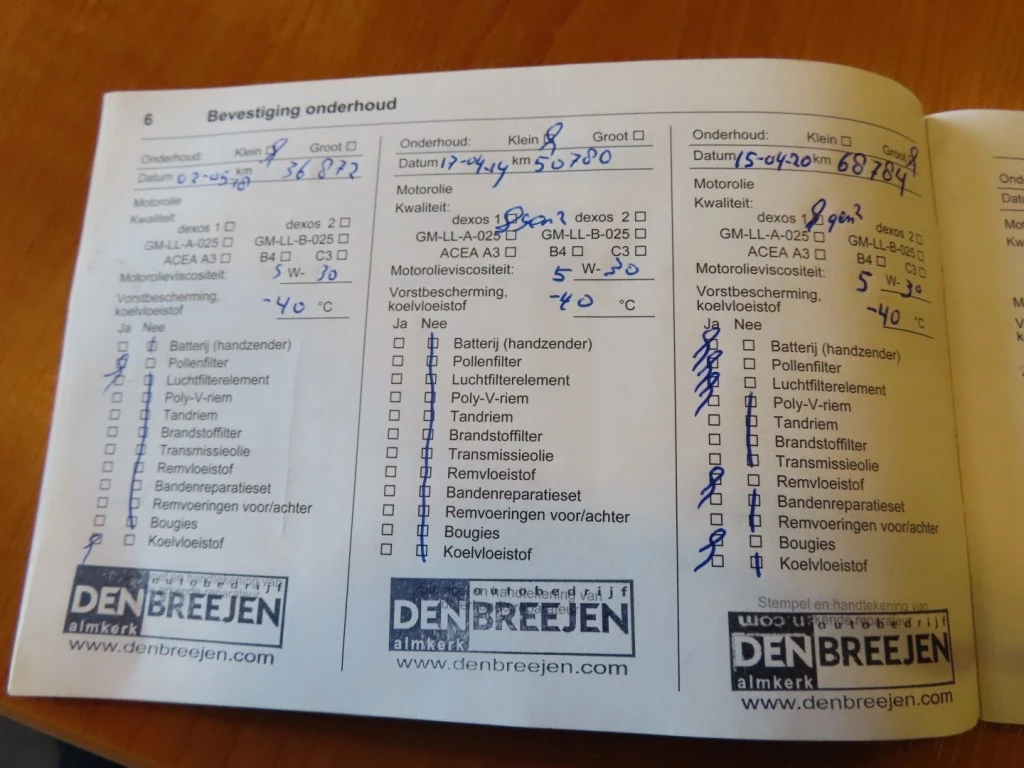 6 Bevestiging onderhoud
Onderhoud: Klein Groot
Datum 02-05-18 km 36872
Motorolie
Kwaliteit:
dexos 1 dexos 2
GM-LL-A-025 GM-LL-B-025
ACEA A3 B4 C3
Motorolieviscositeit: 5 W- 30
Vorstbescherming,
koelvloeistof -40 °C
Ja Nee
Batterij (handzender)
Pollenfilter
Luchtfilterelement
Poly-V-riem
Tandriem
Brandstoffilter
Transmissieolie
Remvloeistof
Bandenreparatieset
Remvoeringen voor/achter
Bougies
Koelvloeistof
autobedrijf
DEN BREEJEN
almkerk
www.denbreejen.com
Onderhoud: Klein Groot
Datum 17-04-19 km 50780
Motorolie
Kwaliteit:
dexos 1 gen2 dexos 2
GM-LL-A-025 GM-LL-B-025
ACEA A3 B4 C3
Motorolieviscositeit: 5 W- 30
Vorstbescherming,
koelvloeistof -40 °C
Ja Nee
Batterij (handzender)
Pollenfilter
Luchtfilterelement
Poly-V-riem
Tandriem
Brandstoffilter
Transmissieolie
Remvloeistof
Bandenreparatieset
Remvoeringen voor/achter
Bougies
Koelvloeistof
en handtekening van
autobedrijf
DEN BREEJEN
almkerk
www.denbreejen.com
Onderhoud: Klein Groot
Datum 15-04-20 km 68784
Motorolie
Kwaliteit:
dexos 1 gen2 dexos 2
GM-LL-A-025 GM-LL-B-025
ACEA A3 B4 C3
Motorolieviscositeit: 5 W- 30
Vorstbescherming,
koelvloeistof -40 °C
Ja Nee
Batterij (handzender)
Pollenfilter
Luchtfilterelement
Poly-V-riem
Tandriem
Brandstoffilter
Transmissieolie
Remvloeistof
Bandenreparatieset
Remvoeringen voor/achter
Bougies
Koelvloeistof
Stempel en handtekening van
autobedrijf
DEN BREEJEN
almkerk
www.denbreejen.com